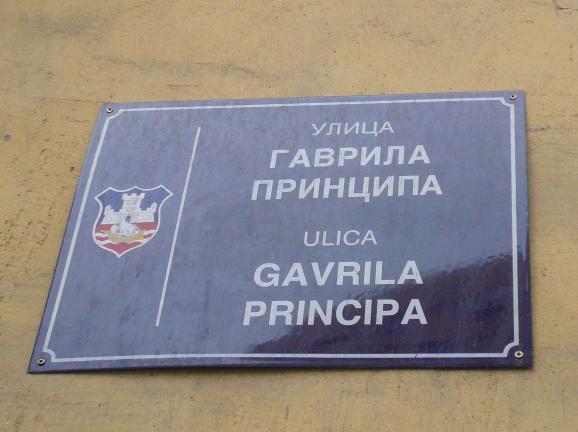 УЛИЦА
ГАВРИЛА
ПРИНЦИПА
ULICA
GAVRILA
PRINCIPA